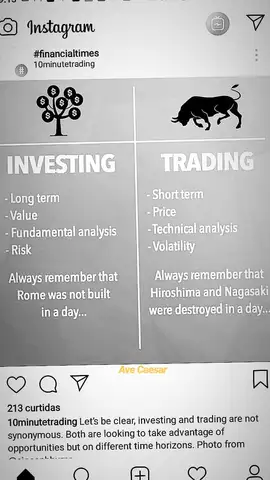 Instagram
#financialtimes
10minutetrading
INVESTING
- Long term
- Value
- Fundamental analysis
- Risk
Always remember that
Rome was not built
in a day...
TRADING
- Short term
- Price
- Technical analysis
- Volatility
Always remember that
Hiroshima and Nagasaki
were destroyed in a day...
Ave Caesar
213 curtidas
10minutetrading Let's be clear, investing and trading are not
synonymous. Both are looking to take advantage of
opportunities but on different time horizons. Photo from